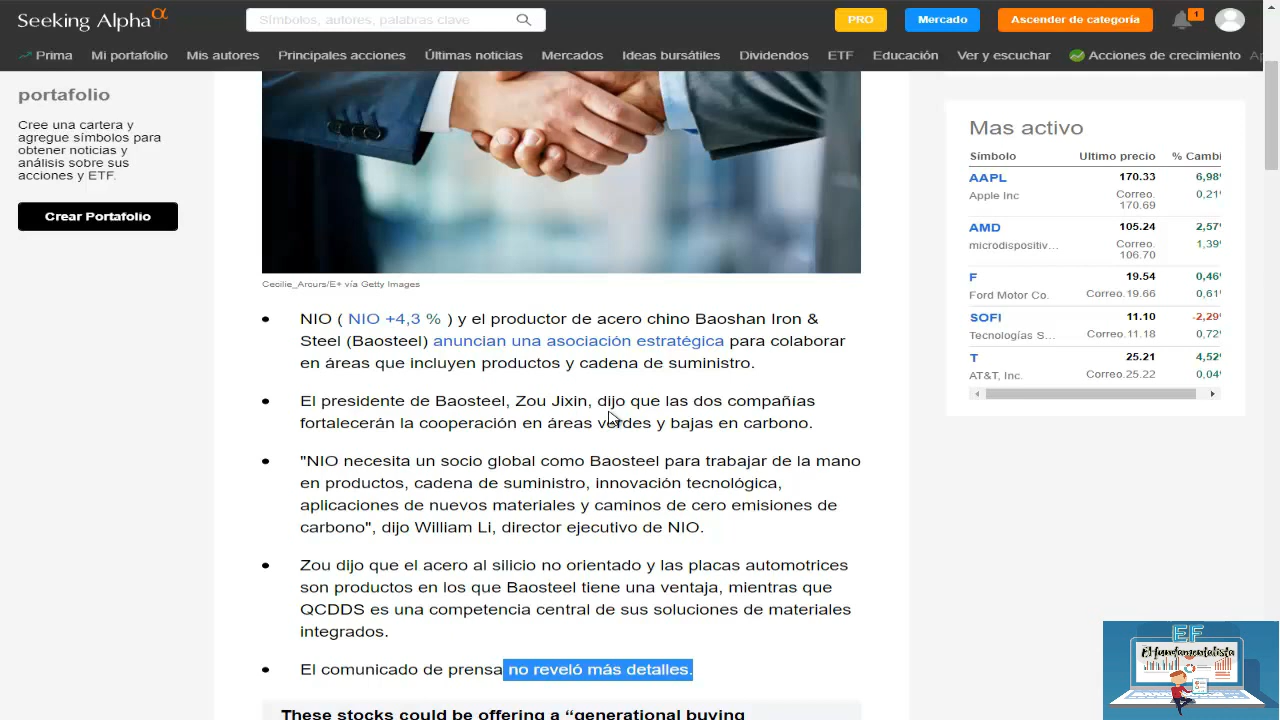 Seeking Alpha α
Símbolos, autores, palabras clave
PRO
Mercado
Ascender de categoría
1
Prima
Mi portafolio
Mis autores
Principales acciones
Últimas noticias
Mercados
Ideas bursátiles
Dividendos
ETF
Educación
Ver y escuchar
Acciones de crecimiento
portafolio
Cree una cartera y
agregue símbolos para
obtener noticias y
análisis sobre sus
acciones y ETF.
Crear Portafolio
Cecilie_Arcurs/E+ vía Getty Images
NIO ( NIO +4,3 % ) y el productor de acero chino Baoshan Iron &
Steel (Baosteel) anuncian una asociación estratégica para colaborar
en áreas que incluyen productos y cadena de suministro.
El presidente de Baosteel, Zou Jixin, dijo que las dos compañías
fortalecerán la cooperación en áreas verdes y bajas en carbono.
"NIO necesita un socio global como Baosteel para trabajar de la mano
en productos, cadena de suministro, innovación tecnológica,
aplicaciones de nuevos materiales y caminos de cero emisiones de
carbono", dijo William Li, director ejecutivo de NIO.
Zou dijo que el acero al silicio no orientado y las placas automotrices
son productos en los que Baosteel tiene una ventaja, mientras que
QCDDS es una competencia central de sus soluciones de materiales
integrados.
El comunicado de prensa no reveló más detalles.
These stocks could be offering a “generational buying
Mas activo
Símbolo Ultimo precio % Cambi
AAPL 170.33 6,98
Apple Inc Correo. 0,21
170.69
AMD 105.24 2,57
microdispositiv... Correo. 1,39
106.70
F 19.54 0,46
Ford Motor Co. Correo.19.66 0,61
SOFI 11.10 -2,29
Tecnologías S... Correo.11.18 0,72
T 25.21 4,52
AT&T, Inc. Correo.25.22 0,04
EF
El fundamentalista